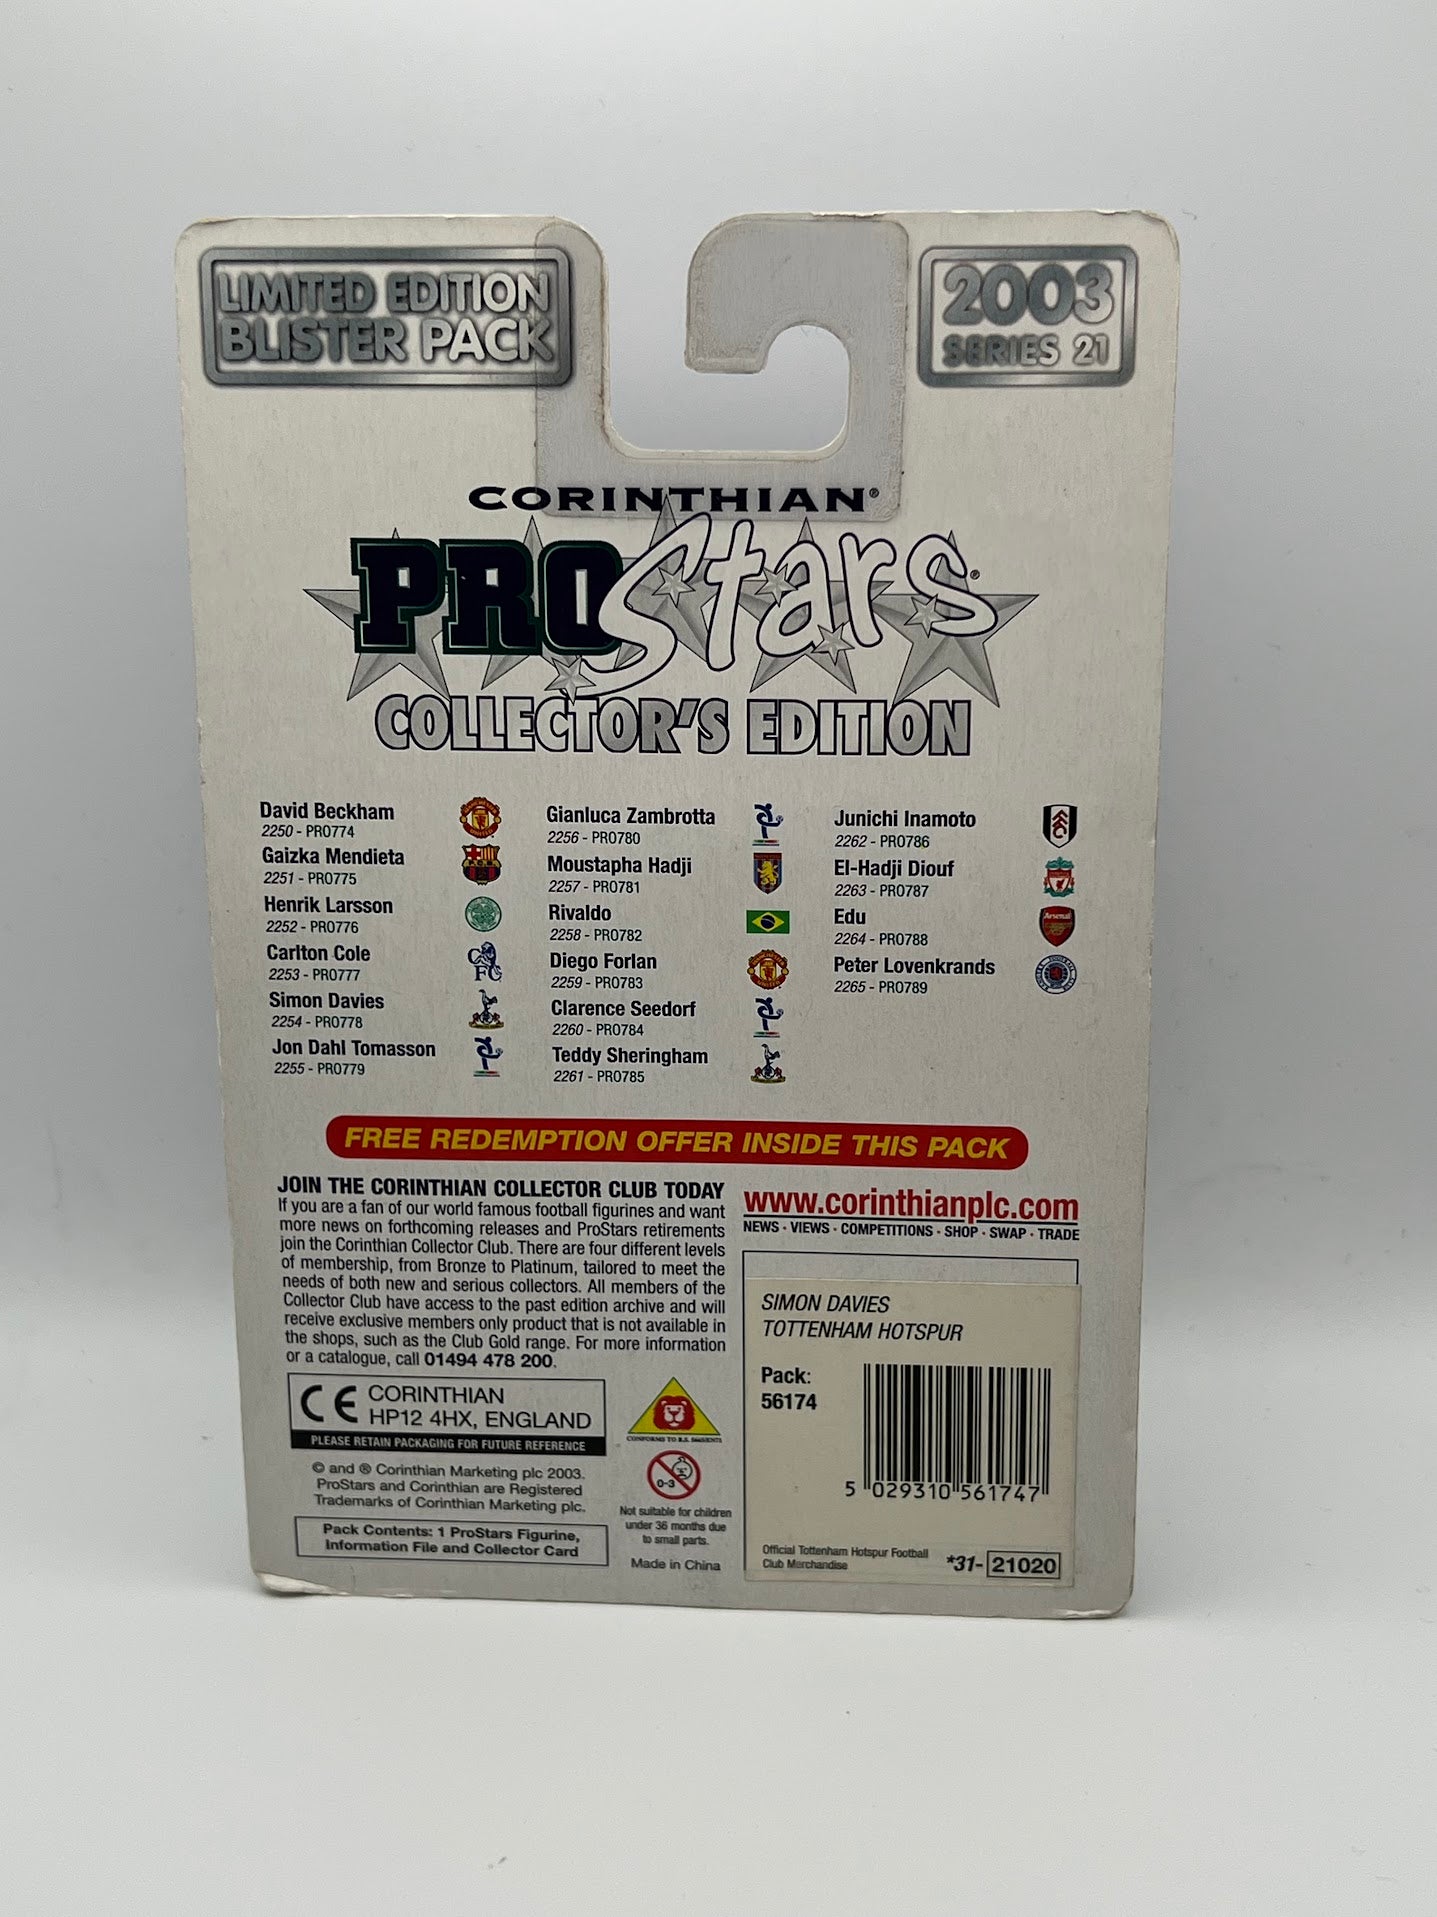 LIMITED EDITION
BLISTER PACK
2003
SERIES 21
CORINTHIAN®
PROStars®
COLLECTOR'S EDITION
David Beckham
2250 - PRO774
Gaizka Mendieta
2251 - PRO775
Henrik Larsson
2252 - PRO776
Carlton Cole
2253 - PRO777
Simon Davies
2254 - PRO778
Jon Dahl Tomasson
2255 - PRO779
Gianluca Zambrotta
2256 - PRO780
Moustapha Hadji
2257 - PRO781
Rivaldo
2258 - PRO782
Diego Forlan
2259 - PRO783
Clarence Seedorf
2260 - PRO784
Teddy Sheringham
2261 - PRO785
Junichi Inamoto
2262 - PRO786
El-Hadji Diouf
2263 - PRO787
Edu
2264 - PRO788
Arsenal
Peter Lovenkrands
2265 - PRO789
FREE REDEMPTION OFFER INSIDE THIS PACK
JOIN THE CORINTHIAN COLLECTOR CLUB TODAY
If you are a fan of our world famous football figurines and want
more news on forthcoming releases and ProStars retirements
join the Corinthian Collector Club. There are four different levels
of membership, from Bronze to Platinum, tailored to meet the
needs of both new and serious collectors. All members of the
Collector Club have access to the past edition archive and will
receive exclusive members only product that is not available in
the shops, such as the Club Gold range. For more information
or a catalogue, call 01494 478 200.
CE CORINTHIAN
HP12 4HX, ENGLAND
PLEASE RETAIN PACKAGING FOR FUTURE REFERENCE
© and ® Corinthian Marketing plc 2003.
ProStars and Corinthian are Registered
Trademarks of Corinthian Marketing plc.
Pack Contents: 1 ProStars Figurine,
Information File and Collector Card
CONFORMS TO B.S.
0-3
Not suitable for children
under 36 months due
to small parts.
Made in China
www.corinthianplc.com
NEWS · VIEWS · COMPETITIONS · SHOP · SWAP · TRADE
SIMON DAVIES
TOTTENHAM HOTSPUR
Pack:
56174
5 029310 561747
Official Tottenham Hotspur Football
Club Merchandise
*31- 21020